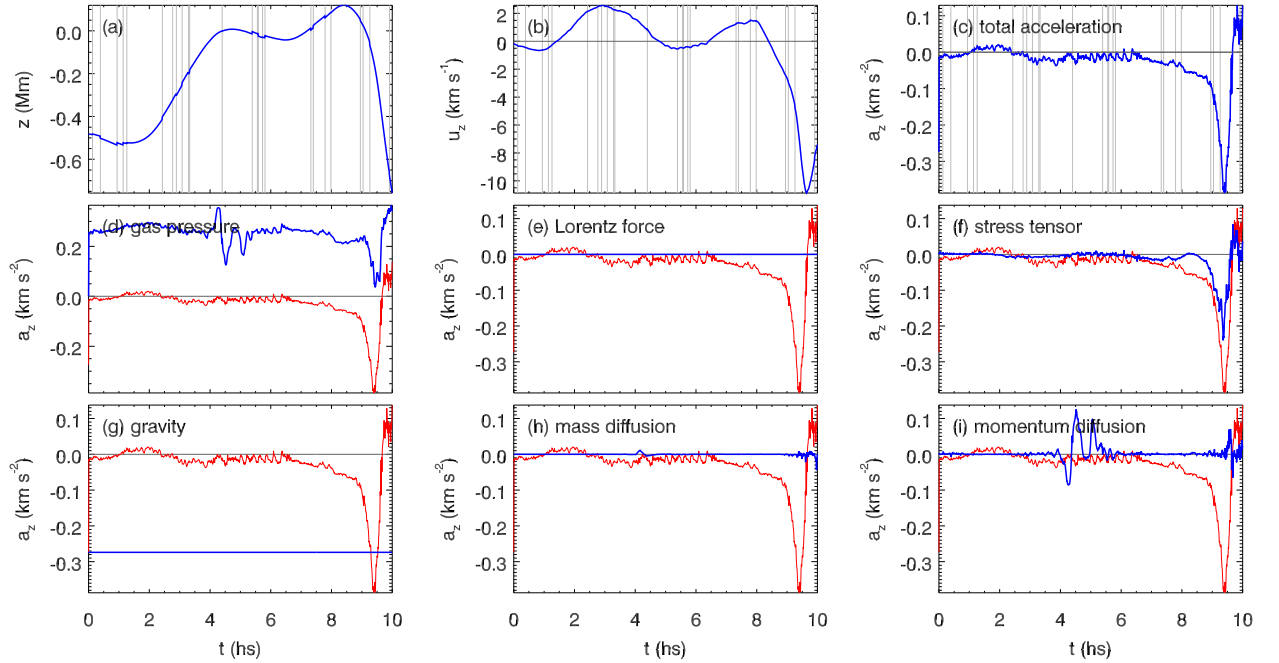 (a)
z (Mm)
0.0
-0.2
-0.4
-0.6
(b)
u_z (km s⁻¹)
2
0
-2
-4
-6
-8
-10
(c) total acceleration
a_z (km s⁻²)
0.1
0.0
-0.1
-0.2
-0.3
(d) gas pressure
a_z (km s⁻²)
0.2
0.0
-0.2
(e) Lorentz force
a_z (km s⁻²)
0.1
0.0
-0.1
-0.2
-0.3
(f) stress tensor
a_z (km s⁻²)
0.1
0.0
-0.1
-0.2
-0.3
(g) gravity
a_z (km s⁻²)
0.1
0.0
-0.1
-0.2
-0.3
0 2 4 6 8 10
t (hs)
(h) mass diffusion
a_z (km s⁻²)
0.1
0.0
-0.1
-0.2
-0.3
0 2 4 6 8 10
t (hs)
(i) momentum diffusion
a_z (km s⁻²)
0.1
0.0
-0.1
-0.2
-0.3
0 2 4 6 8 10
t (hs)